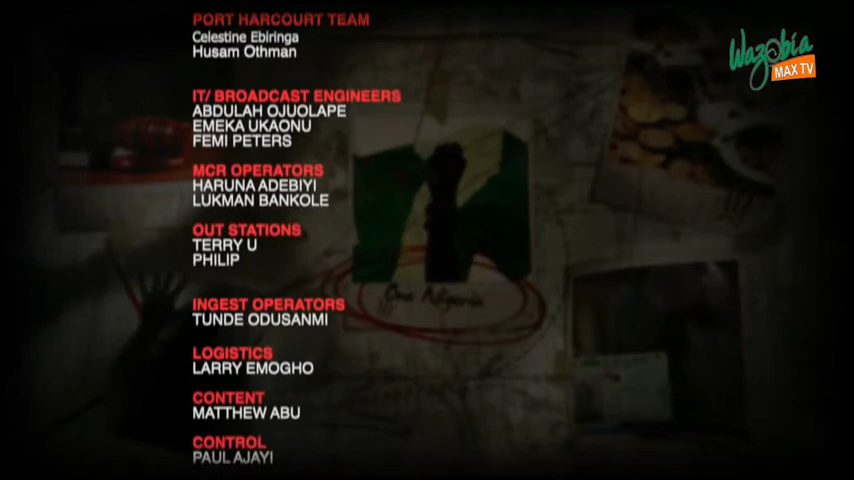 PORT HARCOURT TEAM
Celestine Ebiringa
Husam Othman
IT/ BROADCAST ENGINEERS
ABDULAH OJUOLAPE
EMEKA UKAONU
FEMI PETERS
MCR OPERATORS
HARUNA ADEBIYI
LUKMAN BANKOLE
OUT STATIONS
TERRY U
PHILIP
INGEST OPERATORS
TUNDE ODUSANMI
LOGISTICS
LARRY EMOGHO
CONTENT
MATTHEW ABU
CONTROL
PAUL AJAYI
Wazobia
MAX TV
One Nigeria